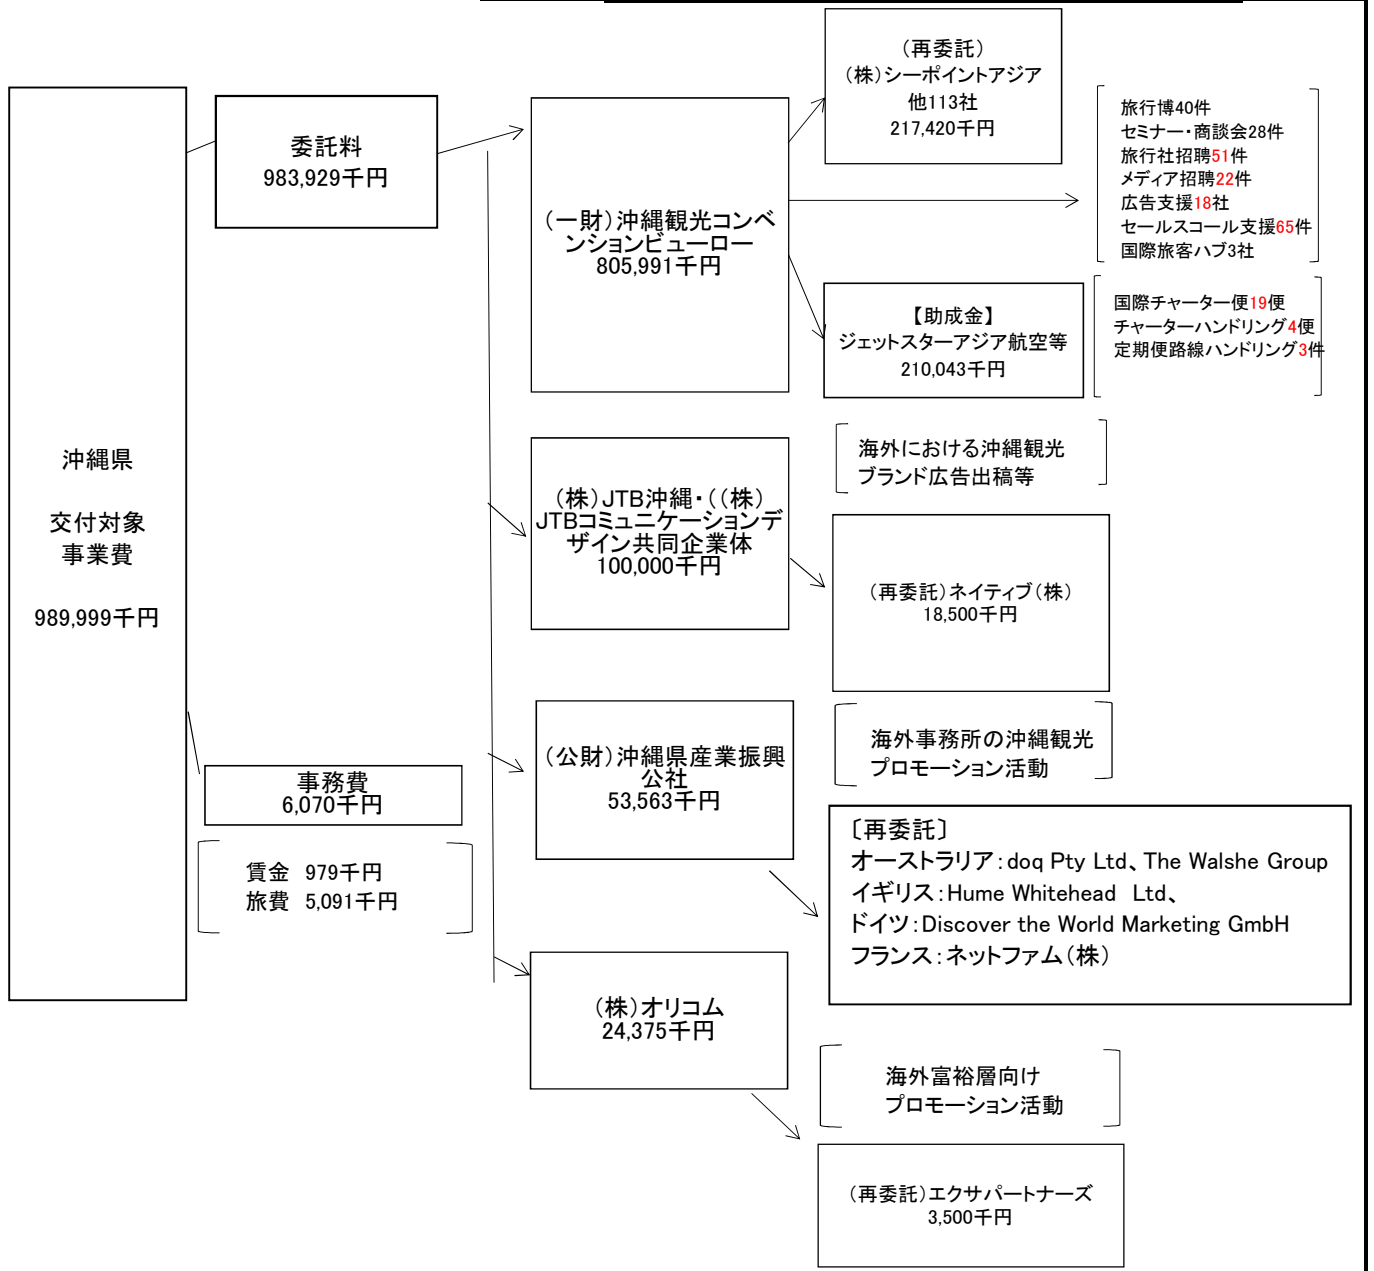 沖縄県
交付対象
事業費
989,999千円
委託料
983,929千円
事務費
6,070千円
賃金　979千円
旅費　5,091千円
（一財）沖縄観光コンベ
ンションビューロー
805,991千円
（再委託）
（株）シーポイントアジア
他113社
217,420千円
旅行博40件
セミナー・商談会28件
旅行社招聘51件
メディア招聘22件
広告支援18社
セールスコール支援65件
国際旅客ハブ3社
【助成金】
ジェットスターアジア航空等
210,043千円
国際チャーター便19便
チャーターハンドリング4便
定期便路線ハンドリング3件
（株）JTB沖縄・（（株）
JTBコミュニケーションデ
ザイン共同企業体
100,000千円
海外における沖縄観光
ブランド広告出稿等
（再委託）ネイティブ（株）
18,500千円
（公財）沖縄県産業振興
公社
53,563千円
海外事務所の沖縄観光
プロモーション活動
〔再委託〕
オーストラリア：doq Pty Ltd、The Walshe Group
イギリス：Hume Whitehead　Ltd、
ドイツ：Discover the World Marketing GmbH
フランス：ネットファム（株）
（株）オリコム
24,375千円
海外富裕層向け
プロモーション活動
（再委託）エクサパートナーズ
3,500千円